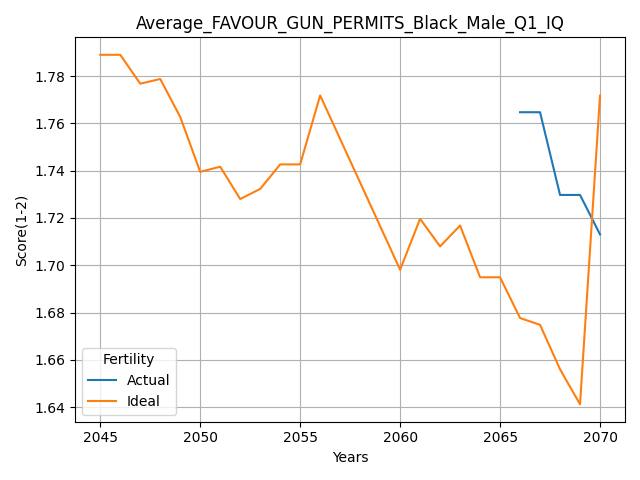 Average_FAVOUR_GUN_PERMITS_Black_Male_Q1_IQ
Score(1-2)
1.78
1.76
1.74
1.72
1.70
1.68
1.66
1.64
Fertility
Actual
Ideal
2045 2050 2055 2060 2065 2070
Years